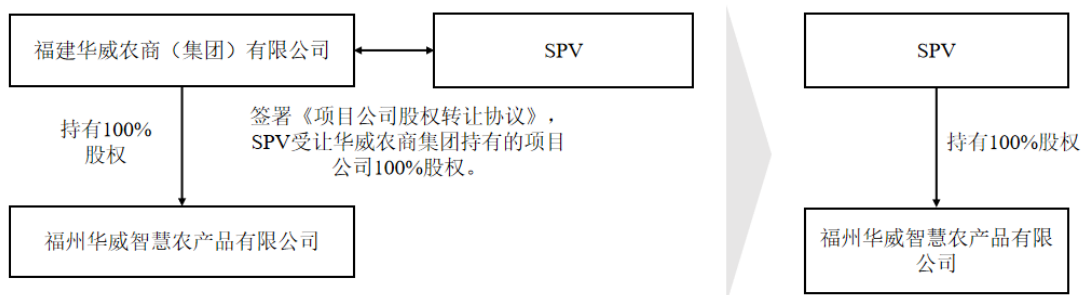 福建华威农商（集团）有限公司
SPV
持有100%
股权
签署《项目公司股权转让协议》，
SPV受让华威农商集团持有的项目
公司100%股权。
福州华威智慧农产品有限公司
SPV
持有100%股权
福州华威智慧农产品有限
公司